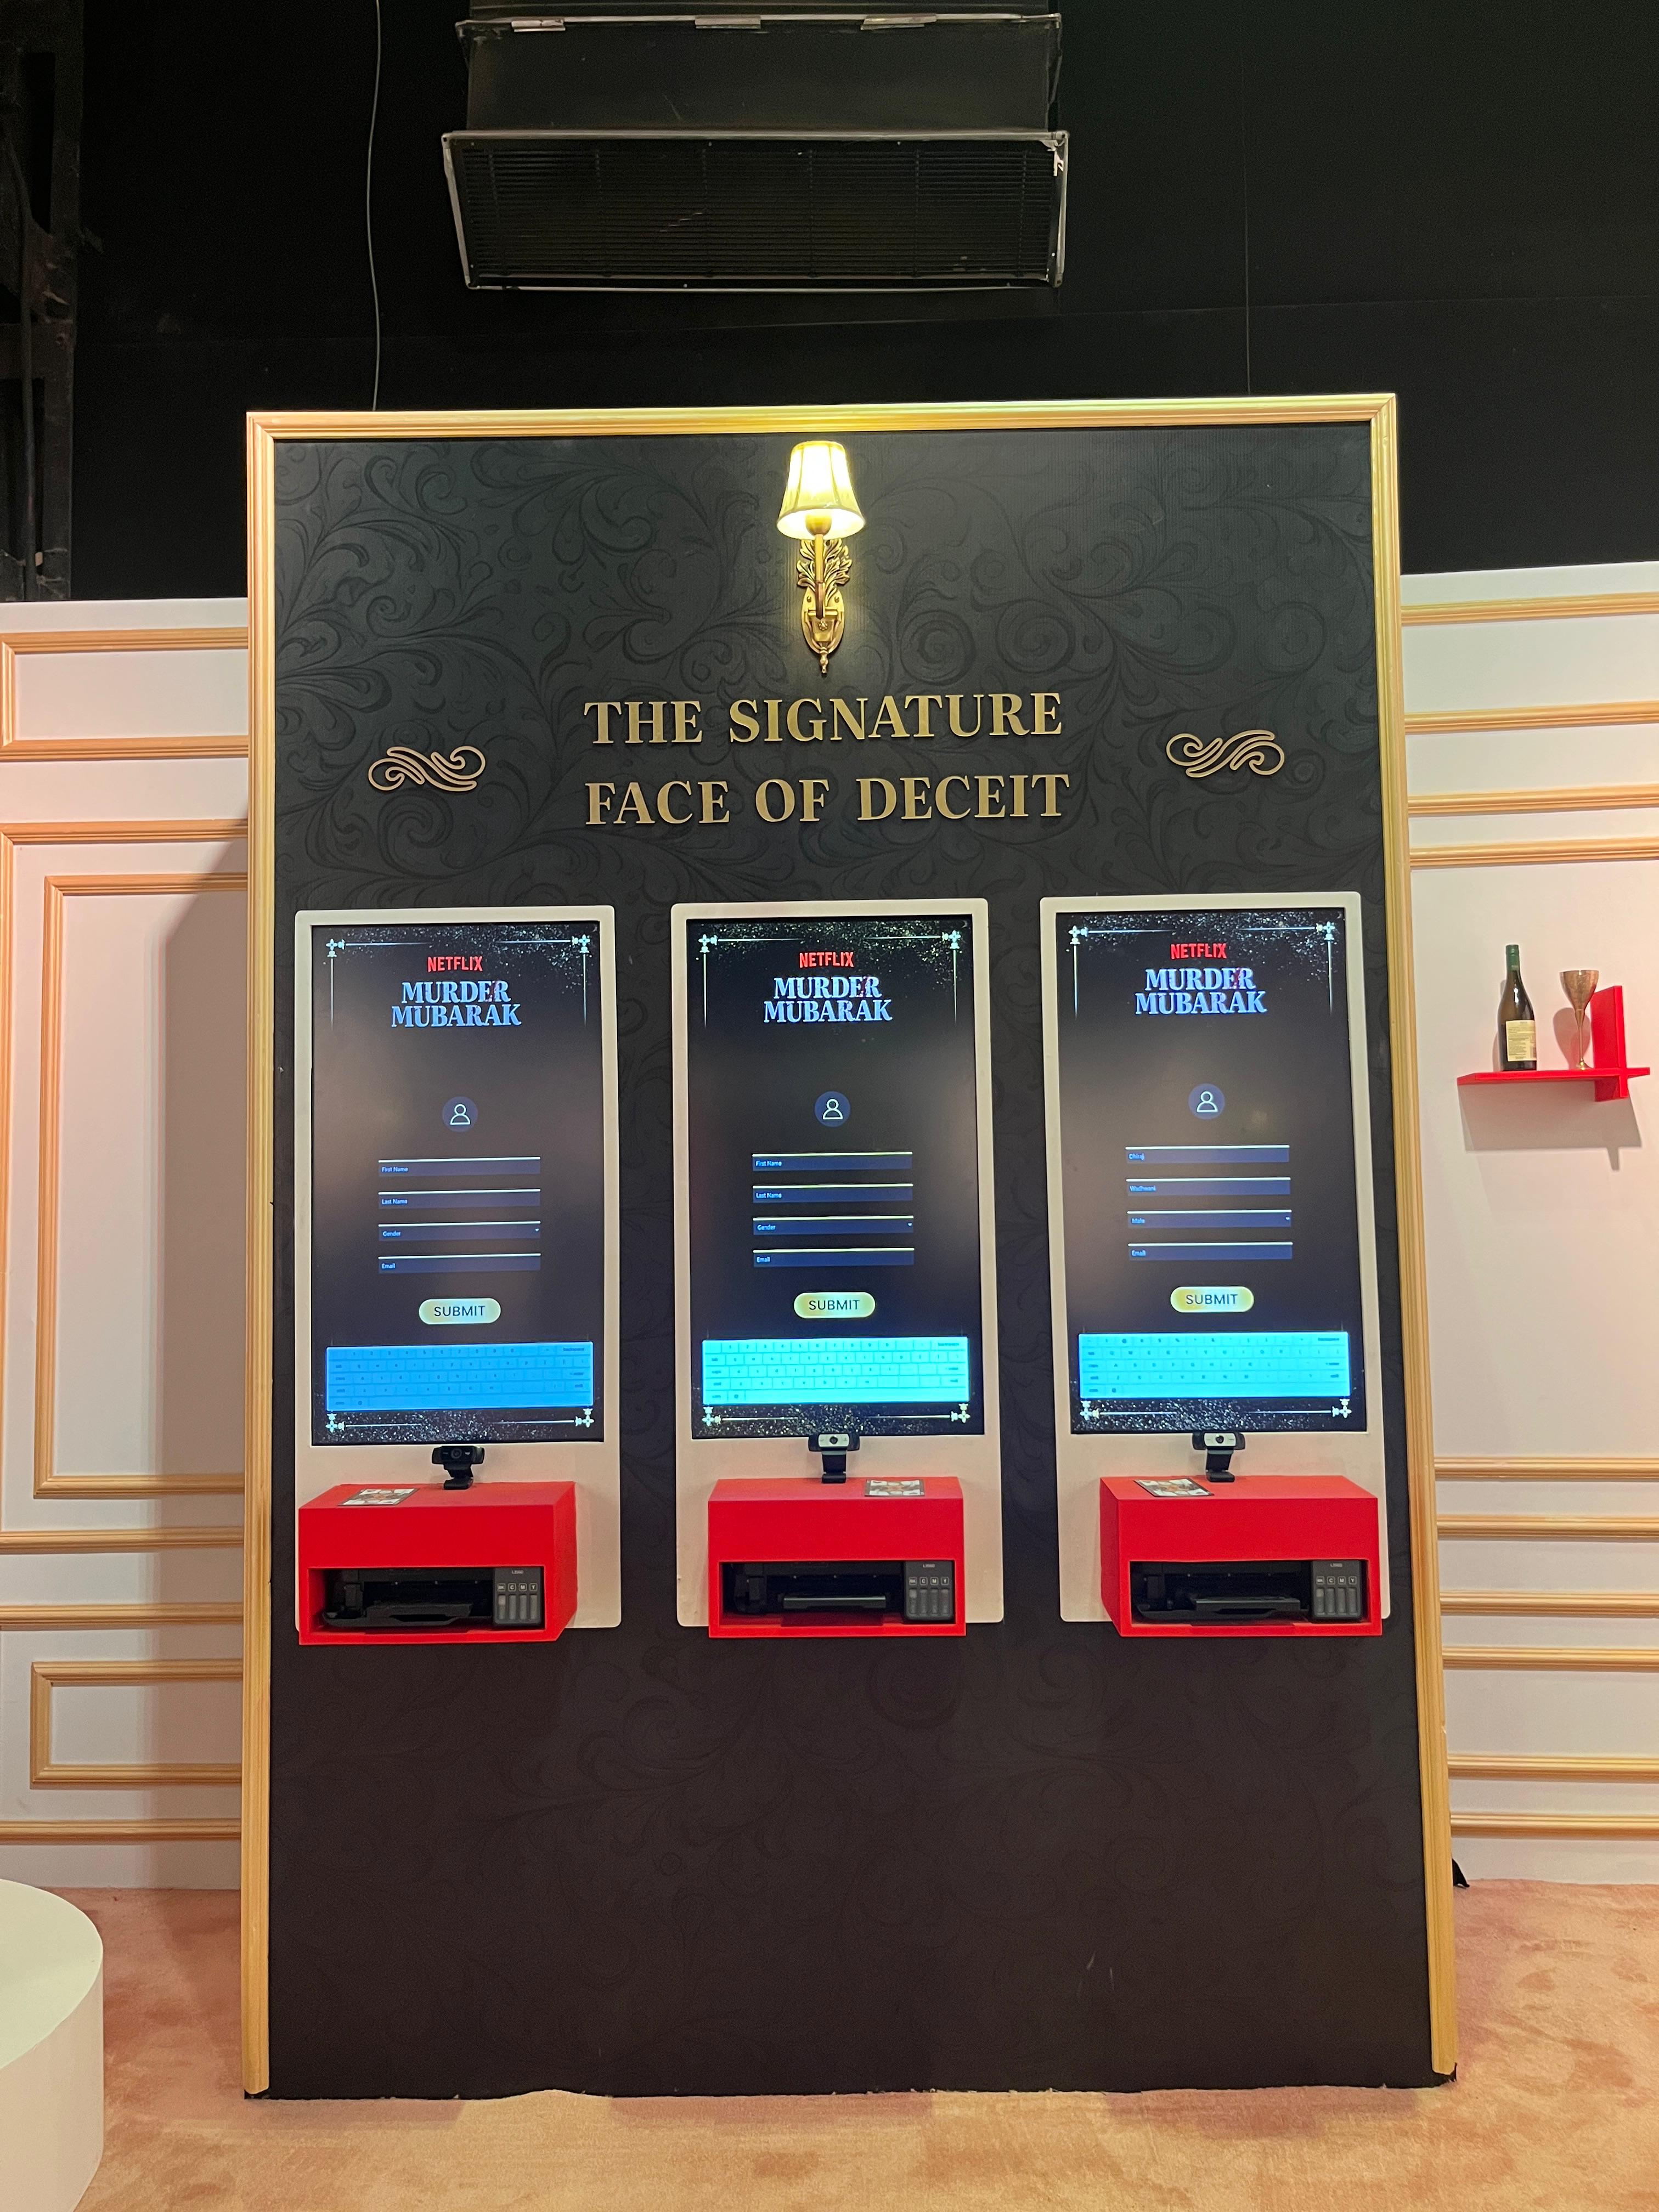 THE SIGNATURE
FACE OF DECEIT
NETFLIX
MURDER
MUBARAK
First Name
Last Name
Gender
Email
SUBMIT
NETFLIX
MURDER
MUBARAK
First Name
Last Name
Gender
Email
SUBMIT
NETFLIX
MURDER
MUBARAK
Male
Email
SUBMIT